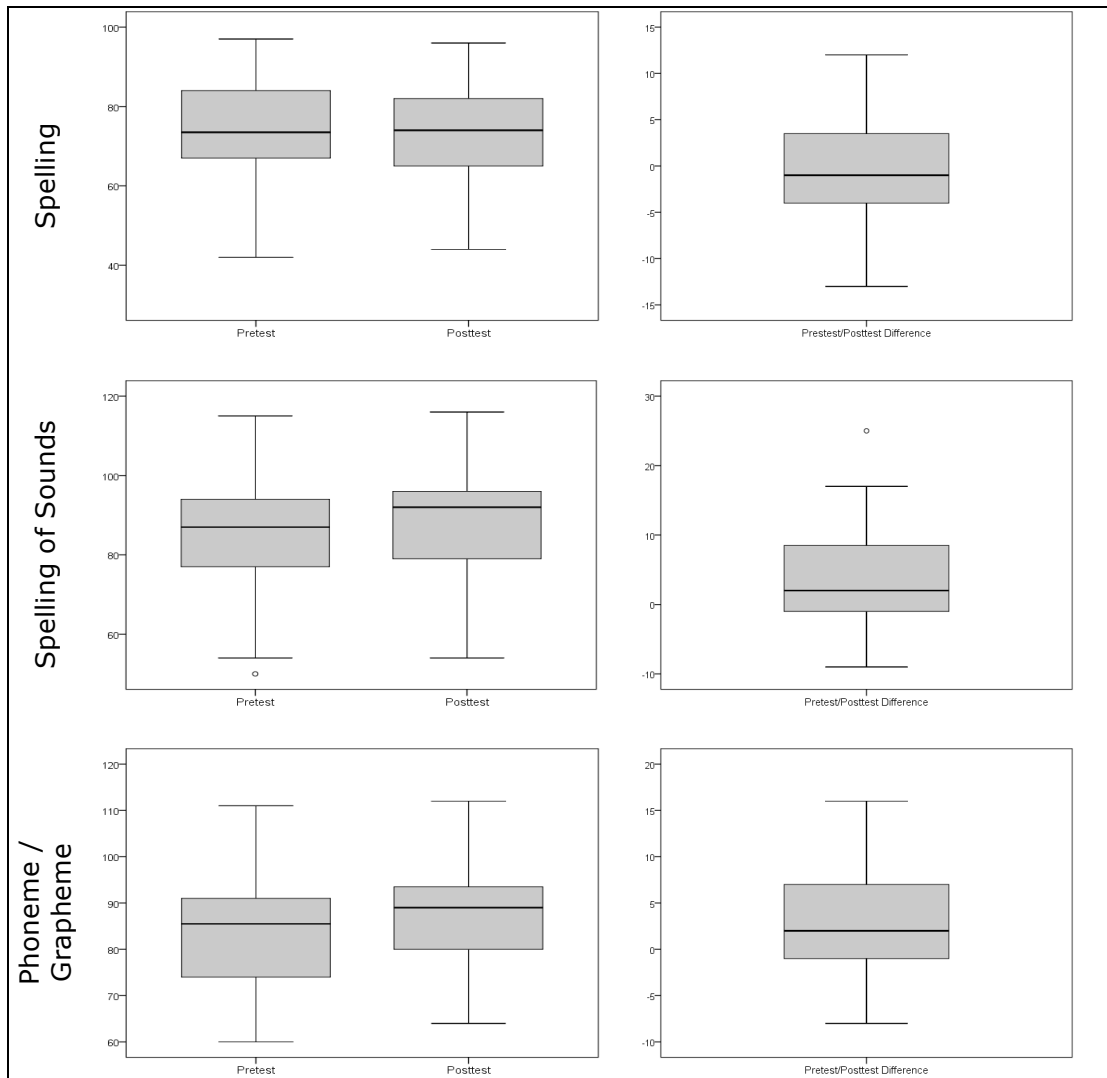 Spelling
100
80
60
40
Pretest
Posttest
15
10
5
0
-5
-10
-15
Prestest/Posttest Difference
Spelling of Sounds
120
100
80
60
Pretest
Posttest
30
20
10
0
-10
Pretest/Posttest Difference
Phoneme /
Grapheme
120
110
100
90
80
70
60
Pretest
Posttest
20
15
10
5
0
-5
-10
Pretest/Posttest Difference